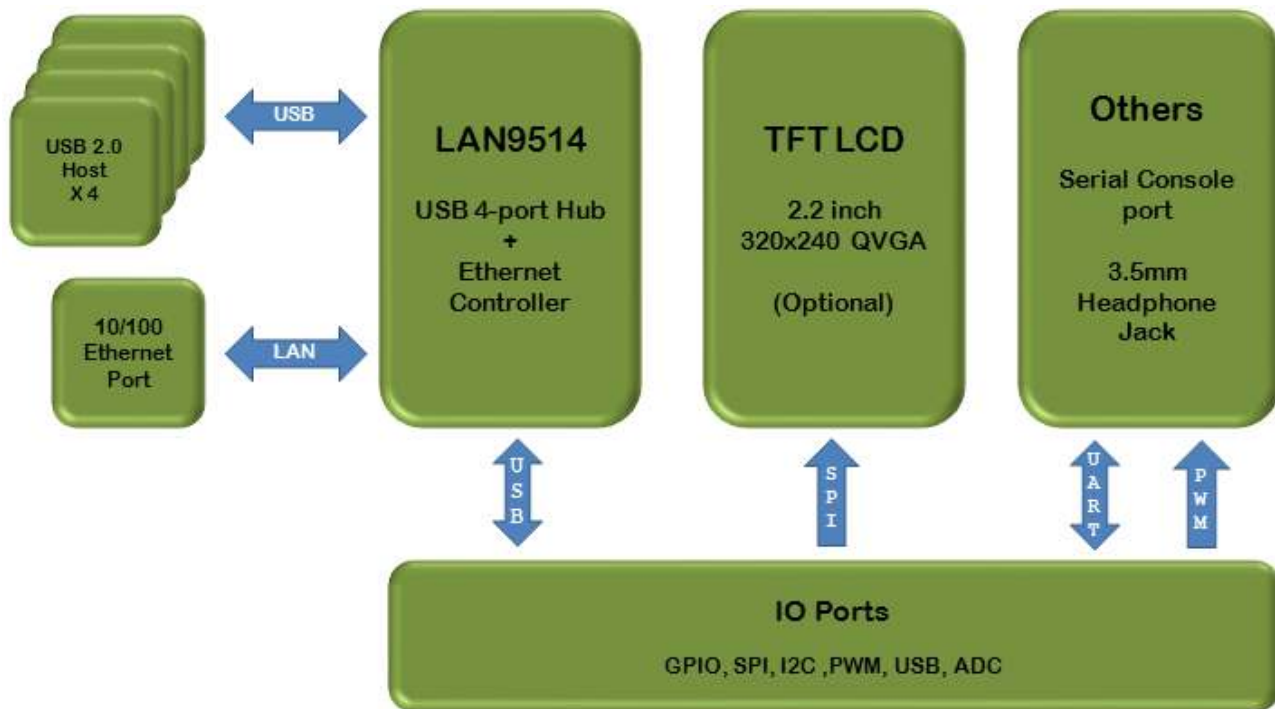 USB 2.0
Host
X 4
USB
LAN9514
USB 4-port Hub
+
Ethernet
Controller
10/100
Ethernet
Port
LAN
TFT LCD
2.2 inch
320x240 QVGA
(Optional)
Others
Serial Console
port
3.5mm
Headphone
Jack
USB
SPI
UART
PWM
IO Ports
GPIO, SPI, I2C ,PWM, USB, ADC